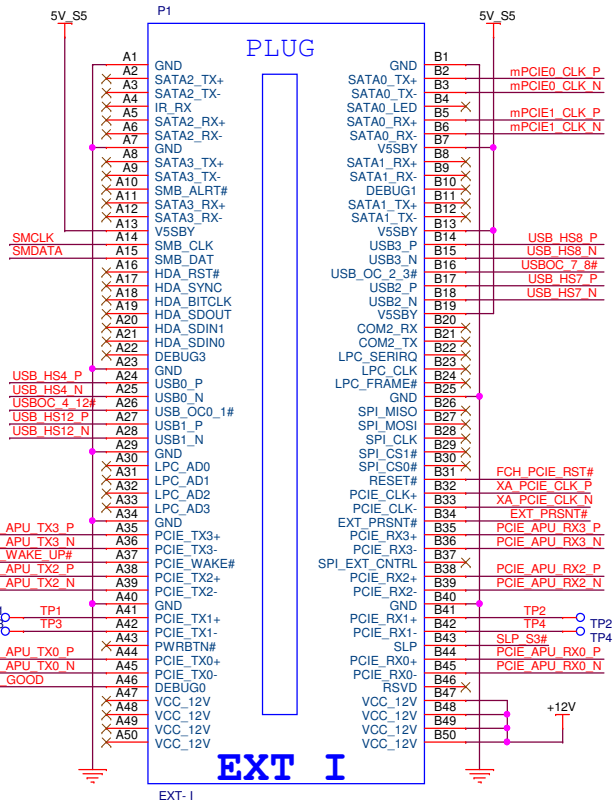 P1
5V_S5 5V_S5
PLUG
A1 GND GND B1
A2 SATA2_TX+ SATA0_TX+ B2 mPCIE0_CLK_P
A3 SATA2_TX- SATA0_TX- B3 mPCIE0_CLK_N
A4 IR_RX SATA0_LED B4
A5 SATA2_RX+ SATA0_RX+ B5 mPCIE1_CLK_P
A6 SATA2_RX- SATA0_RX- B6 mPCIE1_CLK_N
A7 GND V5SBY B7
A8 SATA3_TX+ SATA1_RX+ B8
A9 SATA3_TX- SATA1_RX- B9
A10 SMB_ALRT# DEBUG1 B10
A11 SATA3_RX+ SATA1_TX+ B11
A12 SATA3_RX- SATA1_TX- B12
A13 V5SBY V5SBY B13
SMCLK A14 SMB_CLK USB3_P B14 USB_HS8_P
SMDATA A15 SMB_DAT USB3_N B15 USB_HS8_N
A16 HDA_RST# USB_OC_2_3# B16 USBOC_7_8#
A17 HDA_SYNC USB2_P B17 USB_HS7_P
A18 HDA_BITCLK USB2_N B18 USB_HS7_N
A19 HDA_SDOUT V5SBY B19
A20 HDA_SDIN1 COM2_RX B20
A21 HDA_SDIN0 COM2_TX B21
A22 DEBUG3 LPC_SERIRQ B22
A23 GND LPC_CLK B23
USB_HS4_P A24 USB0_P LPC_FRAME# B24
USB_HS4_N A25 USB0_N GND B25
USBOC_4_12# A26 USB_OC0_1# SPI_MISO B26
USB_HS12_P A27 USB1_P SPI_MOSI B27
USB_HS12_N A28 USB1_N SPI_CLK B28
A29 GND SPI_CS1# B29
A30 LPC_AD0 SPI_CS0# B30
A31 LPC_AD1 RESET# B31 FCH_PCIE_RST#
A32 LPC_AD2 PCIE_CLK+ B32 XA_PCIE_CLK_P
A33 LPC_AD3 PCIE_CLK- B33 XA_PCIE_CLK_N
A34 GND EXT_PRSNT# B34 EXT_PRSNT#
APU_TX3_P A35 PCIE_TX3+ PCIE_RX3+ B35 PCIE_APU_RX3_P
APU_TX3_N A36 PCIE_TX3- PCIE_RX3- B36 PCIE_APU_RX3_N
WAKE_UP# A37 PCIE_WAKE# SPI_EXT_CNTRL B37
APU_TX2_P A38 PCIE_TX2+ PCIE_RX2+ B38 PCIE_APU_RX2_P
APU_TX2_N A39 PCIE_TX2- PCIE_RX2- B39 PCIE_APU_RX2_N
A40 GND GND B40
TP1 A41 PCIE_TX1+ PCIE_RX1+ B41 TP2 TP2
TP3 A42 PCIE_TX1- PCIE_RX1- B42 TP4 TP4
A43 PWRBTN# SLP B43 SLP_S3#
APU_TX0_P A44 PCIE_TX0+ PCIE_RX0+ B44 PCIE_APU_RX0_P
APU_TX0_N A45 PCIE_TX0- PCIE_RX0- B45 PCIE_APU_RX0_N
GOOD A46 DEBUG0 RSVD B46
A47 VCC_12V VCC_12V B47
A48 VCC_12V VCC_12V B48 +12V
A49 VCC_12V VCC_12V B49
A50 VCC_12V VCC_12V B50
EXT I
EXT- I